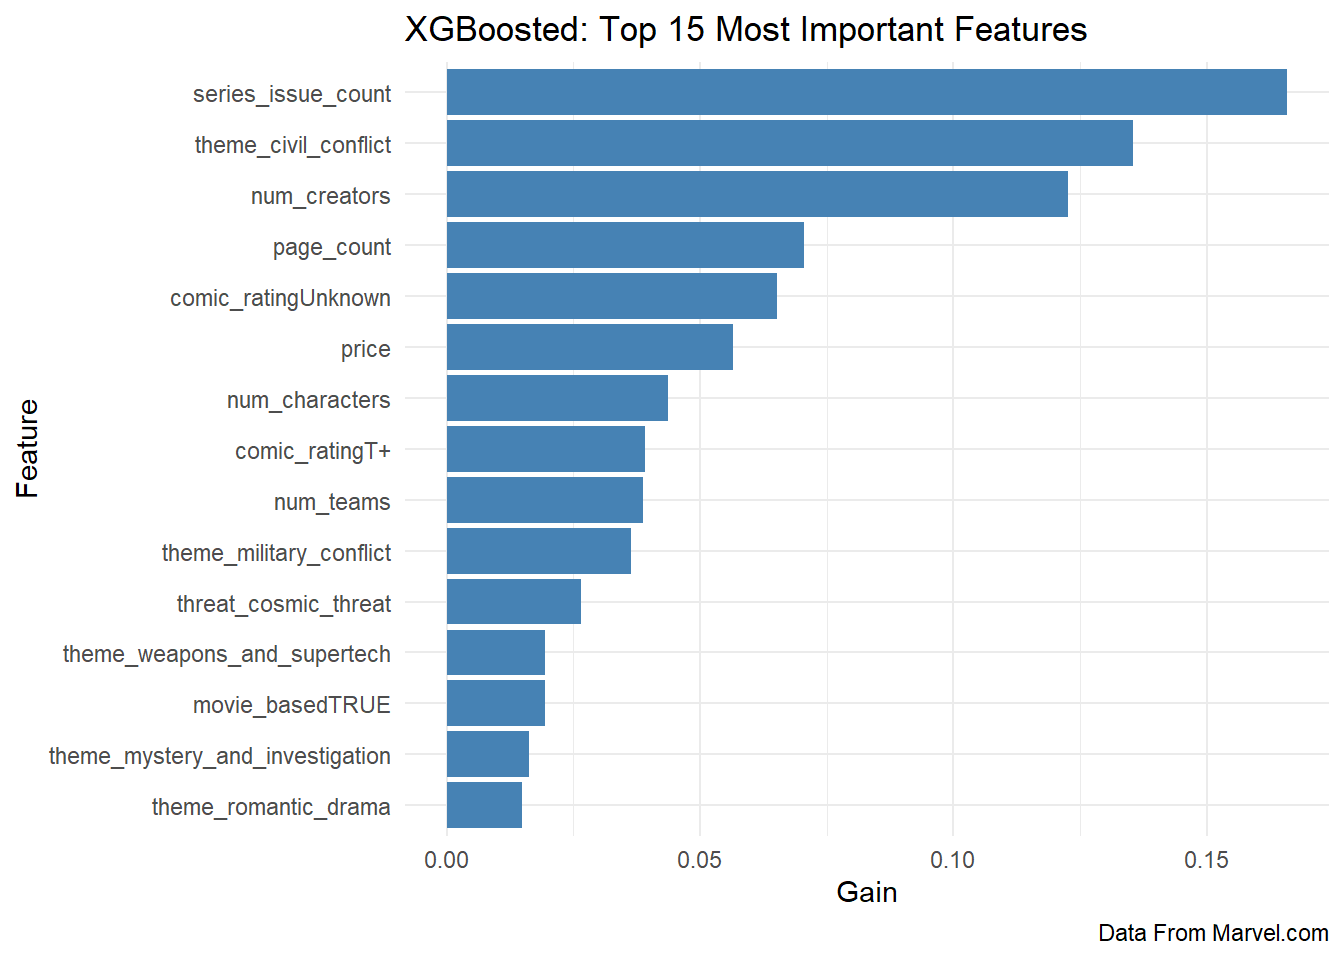 XGBoosted: Top 15 Most Important Features
series_issue_count
theme_civil_conflict
num_creators
page_count
comic_ratingUnknown
price
num_characters
comic_ratingT+
num_teams
theme_military_conflict
threat_cosmic_threat
theme_weapons_and_supertech
movie_basedTRUE
theme_mystery_and_investigation
theme_romantic_drama
Feature
0.00 0.05 0.10 0.15
Gain
Data From Marvel.com